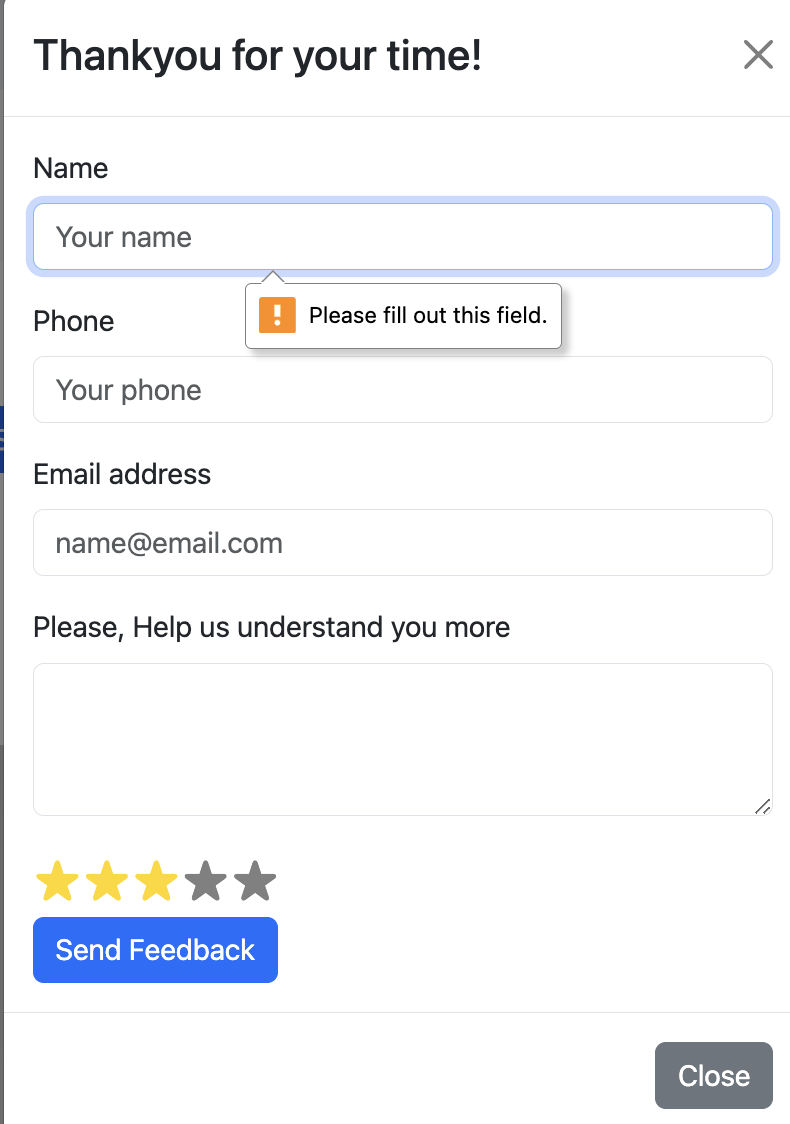 Thankyou for your time!
Name
Your name
Please fill out this field.
Phone
Your phone
Email address
name@email.com
Please, Help us understand you more
Send Feedback
Close